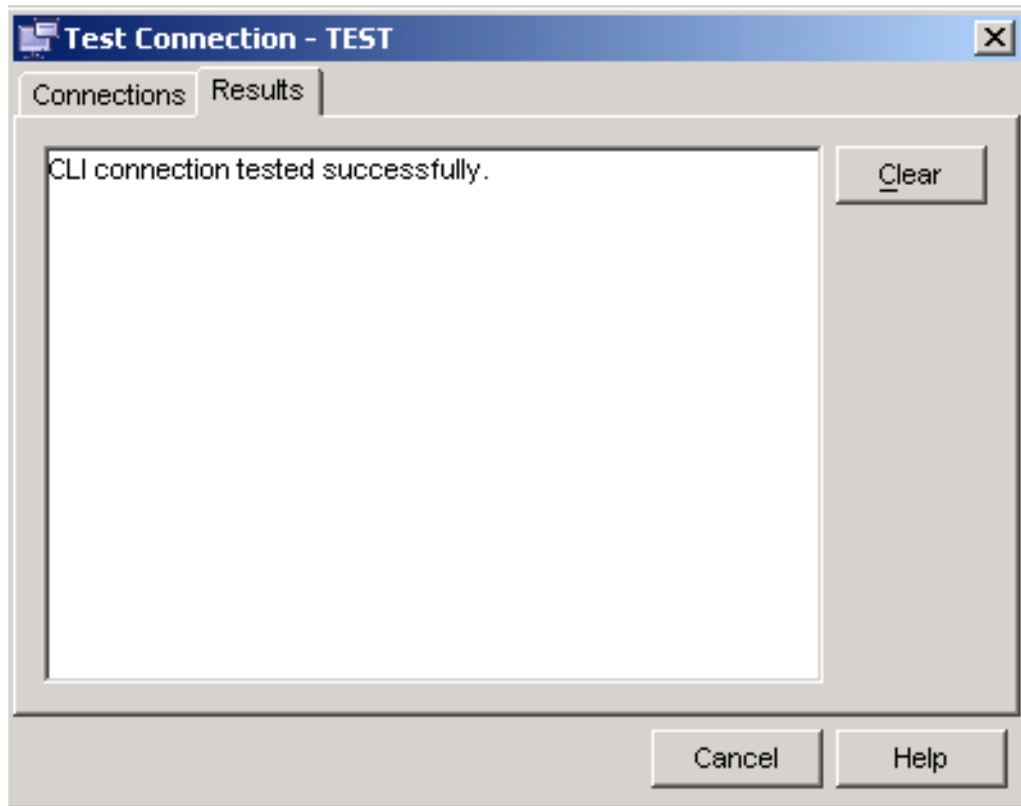 Test Connection - TEST
Connections Results
CLI connection tested successfully.
Clear
Cancel Help